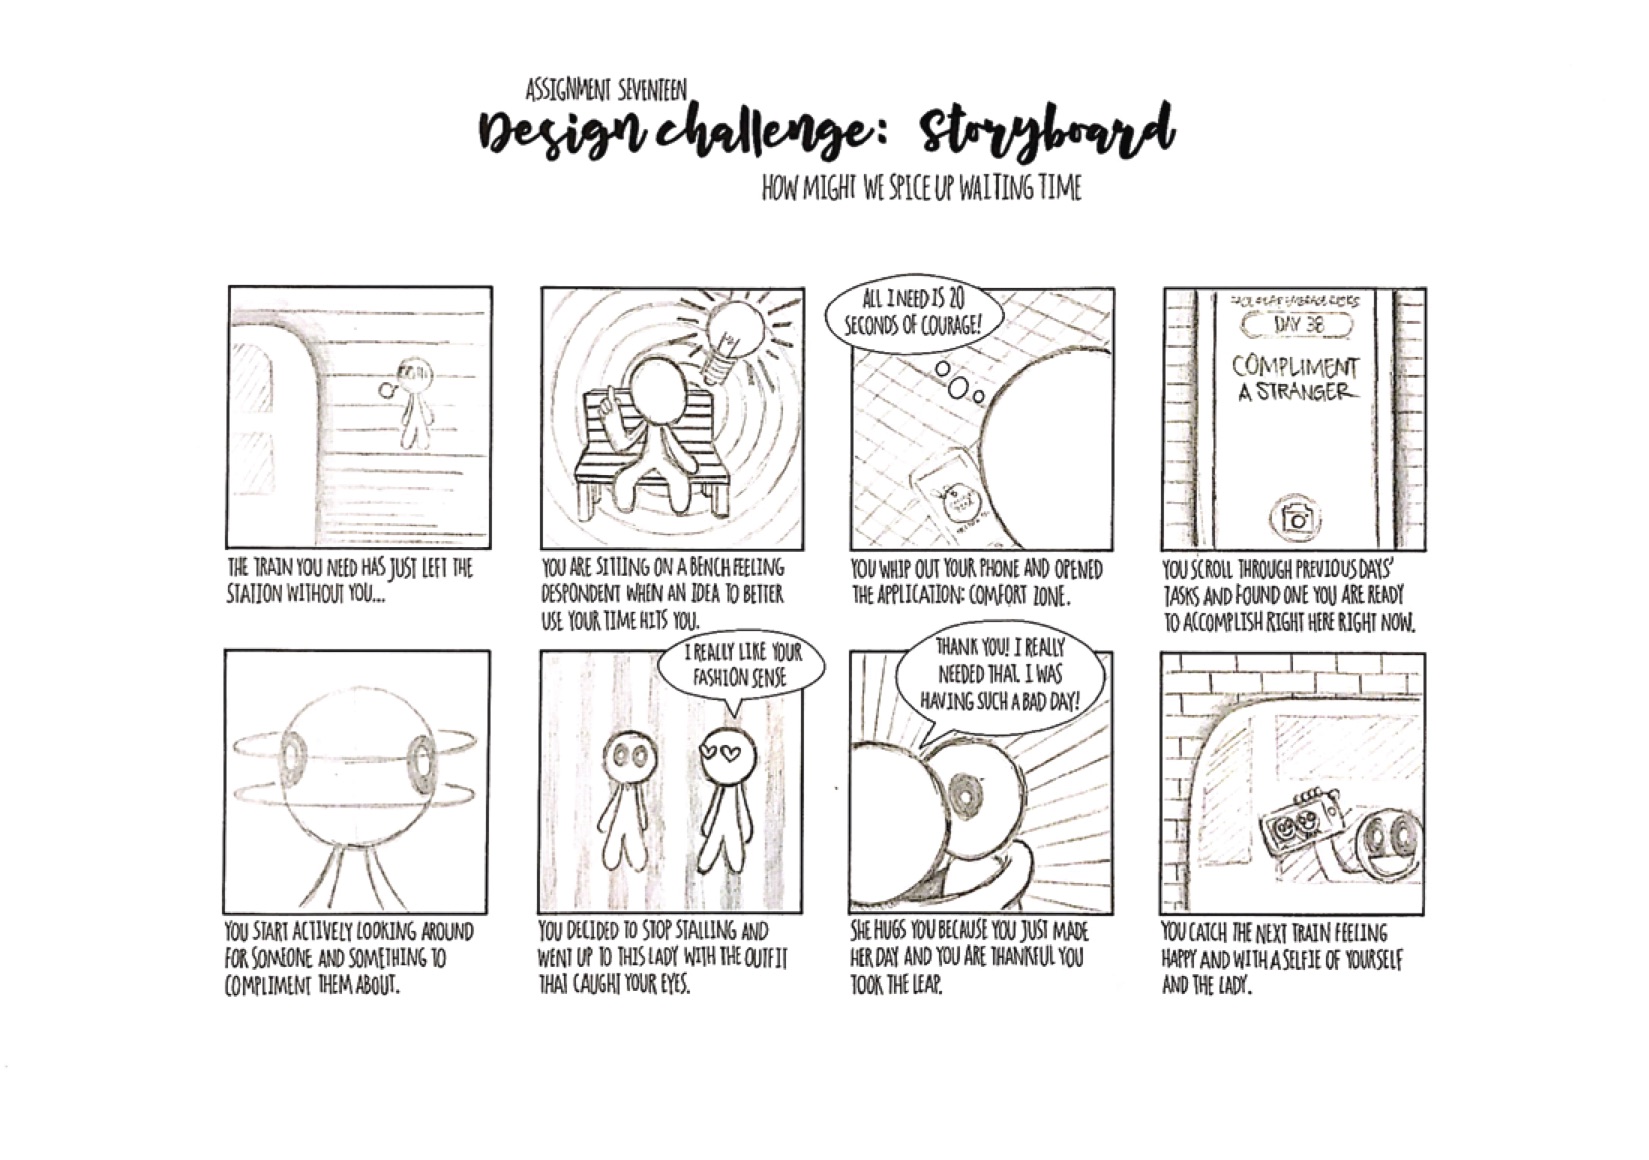 ASSIGNMENT SEVENTEEN
Design challenge: Storyboard
HOW MIGHT WE SPICE UP WAITING TIME
THE TRAIN YOU NEED HAS JUST LEFT THE
STATION WITHOUT YOU...
YOU ARE SITTING ON A BENCH FEELING
DESPONDENT WHEN AN IDEA TO BETTER
USE YOUR TIME HITS YOU.
ALL I NEED IS 20
SECONDS OF COURAGE!
YOU WHIP OUT YOUR PHONE AND OPENED
THE APPLICATION: COMFORT ZONE.
DAY 38
COMPLIMENT
A STRANGER
YOU SCROLL THROUGH PREVIOUS DAYS'
TASKS AND FOUND ONE YOU ARE READY
TO ACCOMPLISH RIGHT HERE RIGHT NOW.
YOU START ACTIVELY LOOKING AROUND
FOR SOMEONE AND SOMETHING TO
COMPLIMENT THEM ABOUT.
I REALLY LIKE YOUR
FASHION SENSE
YOU DECIDED TO STOP STALLING AND
WENT UP TO THIS LADY WITH THE OUTFIT
THAT CAUGHT YOUR EYES.
THANK YOU! I REALLY
NEEDED THAT. I WAS
HAVING SUCH A BAD DAY!
SHE HUGS YOU BECAUSE YOU JUST MADE
HER DAY AND YOU ARE THANKFUL YOU
TOOK THE LEAP.
YOU CATCH THE NEXT TRAIN FEELING
HAPPY AND WITH A SELFIE OF YOURSELF
AND THE LADY.